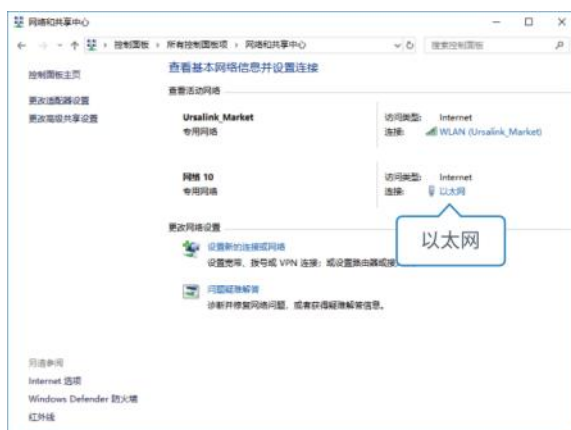 网络和共享中心
控制面板 › 所有控制面板项 › 网络和共享中心
搜索控制面板
控制面板主页
更改适配器设置
更改高级共享设置
查看基本网络信息并设置连接
查看活动网络
Ursalink_Market
专用网络
访问类型: Internet
连接: WLAN (Ursalink_Market)
网络 10
专用网络
访问类型: Internet
连接: 以太网
以太网
更改网络设置
设置新的连接或网络
设置宽带、拨号或 VPN 连接；或设置路由器或接
问题疑难解答
诊断并修复网络问题，或者获得疑难解答信息。
另请参阅
Internet 选项
Windows Defender 防火墙
红外线